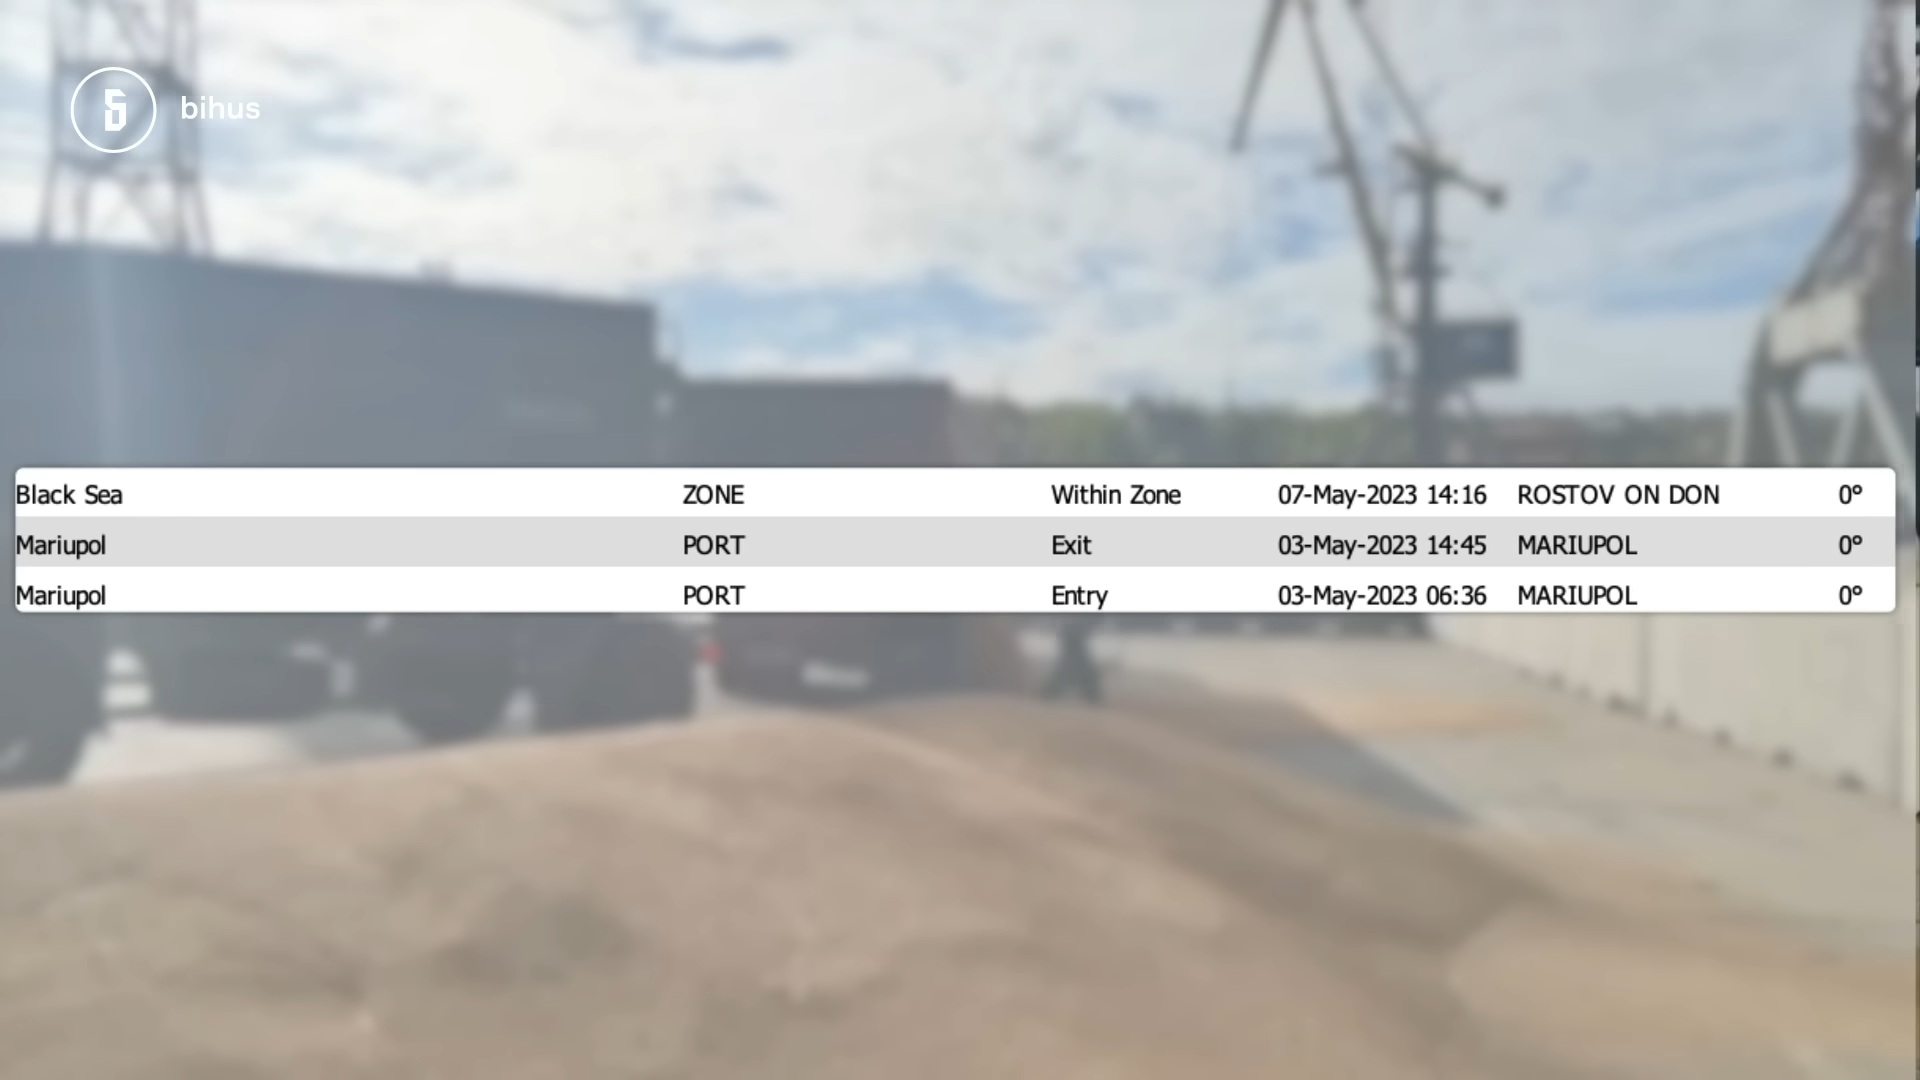 bihus
Black Sea ZONE Within Zone 07-May-2023 14:16 ROSTOV ON DON 0°
Mariupol PORT Exit 03-May-2023 14:45 MARIUPOL 0°
Mariupol PORT Entry 03-May-2023 06:36 MARIUPOL 0°